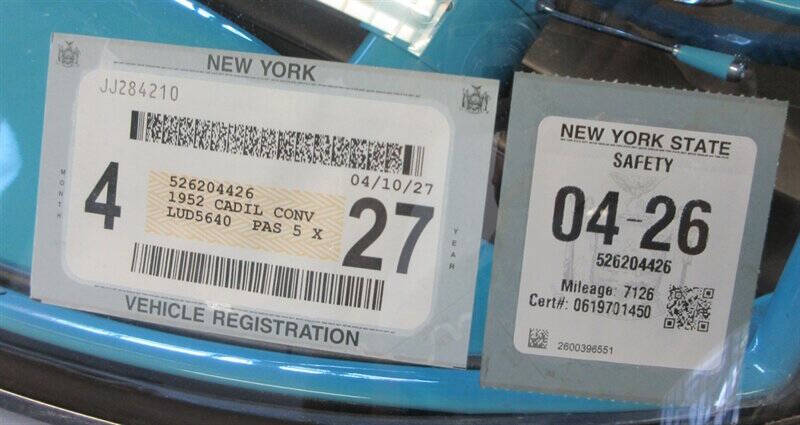 NEW YORK
JJ284210
04/10/27
4
MONTH
526204426
1952 CADIL CONV
LUD5640 PAS 5 X
27
YEAR
VEHICLE REGISTRATION
NEW YORK STATE
SAFETY
04-26
526204426
Mileage: 7126
Cert#: 0619701450
2600396551